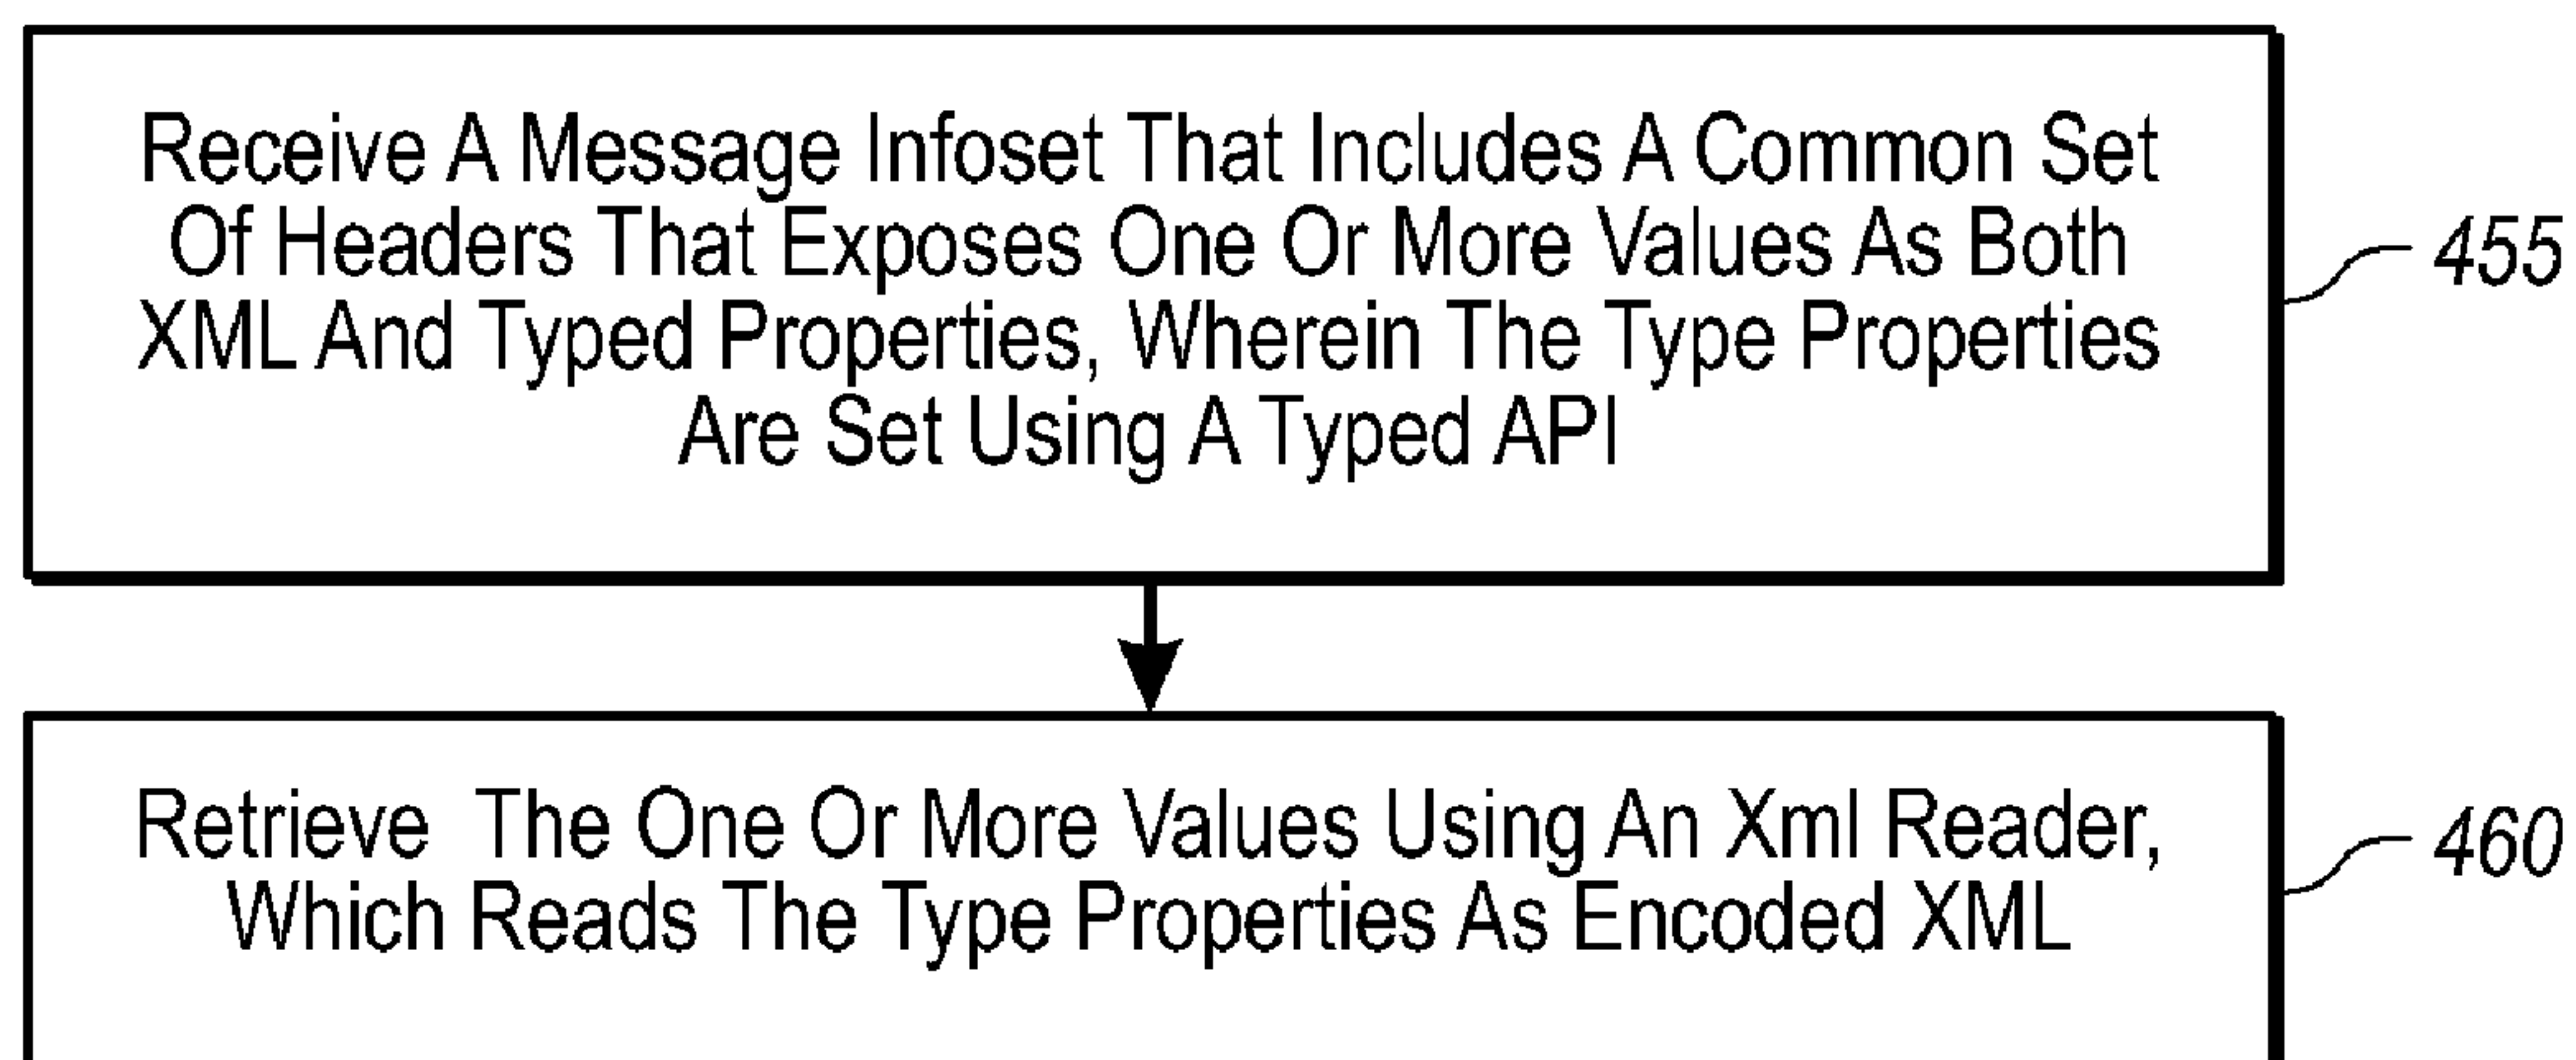 Receive A Message Infoset That Includes A Common Set
Of Headers That Exposes One Or More Values As Both
XML And Typed Properties, Wherein The Type Properties
Are Set Using A Typed API
455
Retrieve The One Or More Values Using An Xml Reader,
Which Reads The Type Properties As Encoded XML
460